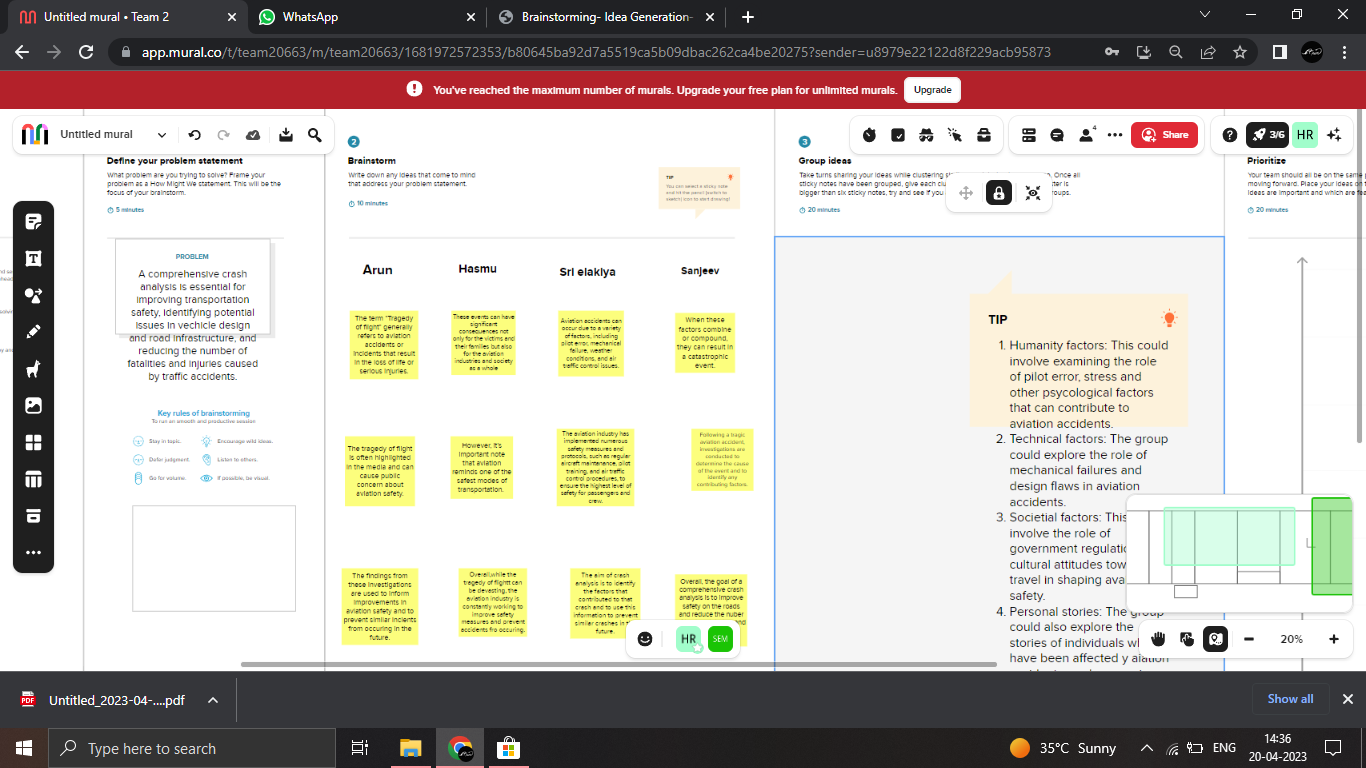 Untitled mural • Team 2
WhatsApp
Brainstorming- Idea Generation-
app.mural.co/t/team20663/m/team20663/1681972572353/b80645ba92d7a5519ca5b09dbac262ca4be20275?sender=u8979e22122d8f229acb95873
You've reached the maximum number of murals. Upgrade your free plan for unlimited murals.
Upgrade
Untitled mural
4
Share
3/6
HR
Define your problem statement
What problem are you trying to solve? Frame your
problem as a How Might We statement. This will be the
focus of your brainstorm.
5 minutes
PROBLEM
A comprehensive crash
analysis is essential for
improving transportation
safety, identifying potential
issues in vechicle design
and road infrastructure, and
reducing the number of
fatalities and injuries caused
by traffic accidents.
Key rules of brainstorming
To run an smooth and productive session
Stay in topic.
Encourage wild ideas.
Defer judgment.
Listen to others.
Go for volume.
If possible, be visual.
2
Brainstorm
Write down any ideas that come to mind
that address your problem statement.
10 minutes
TIP
You can select a sticky note
and hit the pencil [switch to
sketch] icon to start drawing!
Arun
Hasmu
Sri elakiya
Sanjeev
The term "Tragedy
of flight" generally
refers to aviation
accidents or
incidents that result
in the loss of life or
serious injuries.
These events can have
significant
consequences not
only for the victims and
their families but also
for the aviation
industries and society
as a whole
Aviation accidents can
occur due to a variety
of factors, including
pilot error, mechanical
failure, weather
conditions, and air
traffic control issues.
When these
factors combine
or compound,
they can result in
a catastrophic
event.
The tragedy of flight
is often highlighted
in the media and can
cause public
concern about
aviation safety.
However, it's
important note
that aviation
reminds one of the
safest modes of
transportation.
The aviation industry has
implemented numerous
safety measures and
protocols, such as regular
aircraft maintenance, pilot
training, and air traffic
control procedures, to
ensure the highest level of
safety for passengers and
crew.
Following a tragic
aviation accident,
investigations are
conducted to
determine the cause
of the event and to
identify any
contributing factors.
The findings from
these investigations
are used to inform
improvements in
aviation safety and to
prevent similar incients
from occuring in the
future.
Overall,while the
tragedy of flightt can
be devasting, the
aviation industry is
constantly working to
improve safety
measures and prevent
accidents fro occuring.
The aim of crash
analysis is to identify
the factors that
contributed to that
crash and to use this
information to prevent
similar crashes in
future.
Overall, the goal of a
comprehensive crash
analysis is to improve
safety on the roads
and reduce the nuber
3
Group ideas
Take turns sharing your ideas while clustering
Once all
sticky notes have been grouped, give each
bigger than six sticky notes, try and see if you
20 minutes
TIP
1. Humanity factors: This could
involve examining the role
of pilot error, stress and
other psycological factors
that can contribute to
aviation accidents.
2. Technical factors: The group
could explore the role of
mechanical failures and
design flaws in aviation
accidents.
3. Societial factors: This
involve the role of
government
cultural attitudes
travel in shaping
safety.
4. Personal stories: The group
could also explore the
stories of individuals
have been affected y
Prioritize
Your team should all be on the same
moving forward. Place your ideas on
ideas are important and which are
20 minutes
HR
SEM
20%
PDF
Untitled_2023-04-....pdf
Show all
Type here to search
35°C Sunny
ENG
14:36
20-04-2023